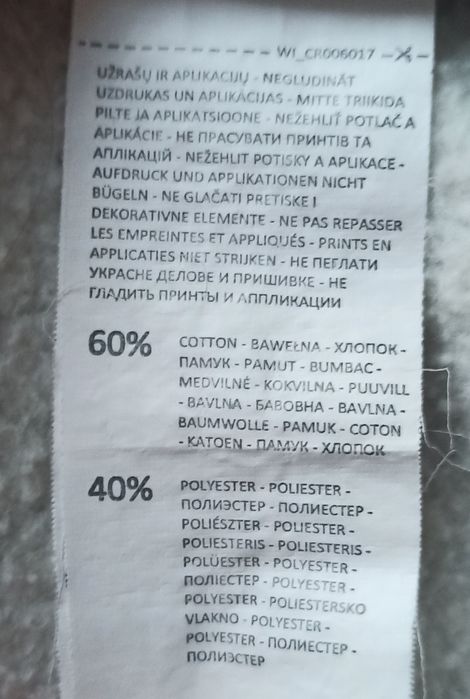 WI_CR006017
UŽRAŠŲ IR APLIKACIJŲ - NEGLUDINĀT
UZDRUKAS UN APLIKĀCIJAS - MITTE TRIIKIDA
PILTE JA APLIKATSIOONE - NEŽEHLIŤ POTLAČ A
APLIKÁCIE - НЕ ПРАСУВАТИ ПРИНТІВ ТА
АПЛІКАЦІЙ - NEŽEHLIT POTISKY A APLIKACE -
AUFDRUCK UND APPLIKATIONEN NICHT
BÜGELN - NE GLAČATI PRETISKE I
DEKORATIVNE ELEMENTE - NE PAS REPASSER
LES EMPREINTES ET APPLIQUÉS - PRINTS EN
APPLICATIES NIET STRIJKEN - НЕ ПЕГЛАТИ
УКРАСНЕ ДЕЛОВЕ И ПРИШИВКЕ - НЕ
ГЛАДИТЬ ПРИНТЫ И АППЛИКАЦИИ
60% COTTON - BAWEŁNA - ХЛОПОК -
ПАМУК - PAMUT - BUMBAC -
MEDVILNĖ - KOKVILNA - PUUVILL
- BAVLNA - БАВОВНА - BAVLNA -
BAUMWOLLE - PAMUK - COTON
- KATOEN - ПАМУК - ХЛОПОК
40% POLYESTER - POLIESTER -
ПОЛИЭСТЕР - ПОЛИЕСТЕР -
POLIÉSZTER - POLIESTER -
POLIESTERIS - POLIESTERIS -
POLÜESTER - POLYESTER -
ПОЛІЕСТЕР - POLYESTER -
POLYESTER - POLIESTERSKO
VLAKNO - POLYESTER -
POLYESTER - ПОЛИЕСТЕР -
ПОЛИЭСТЕР